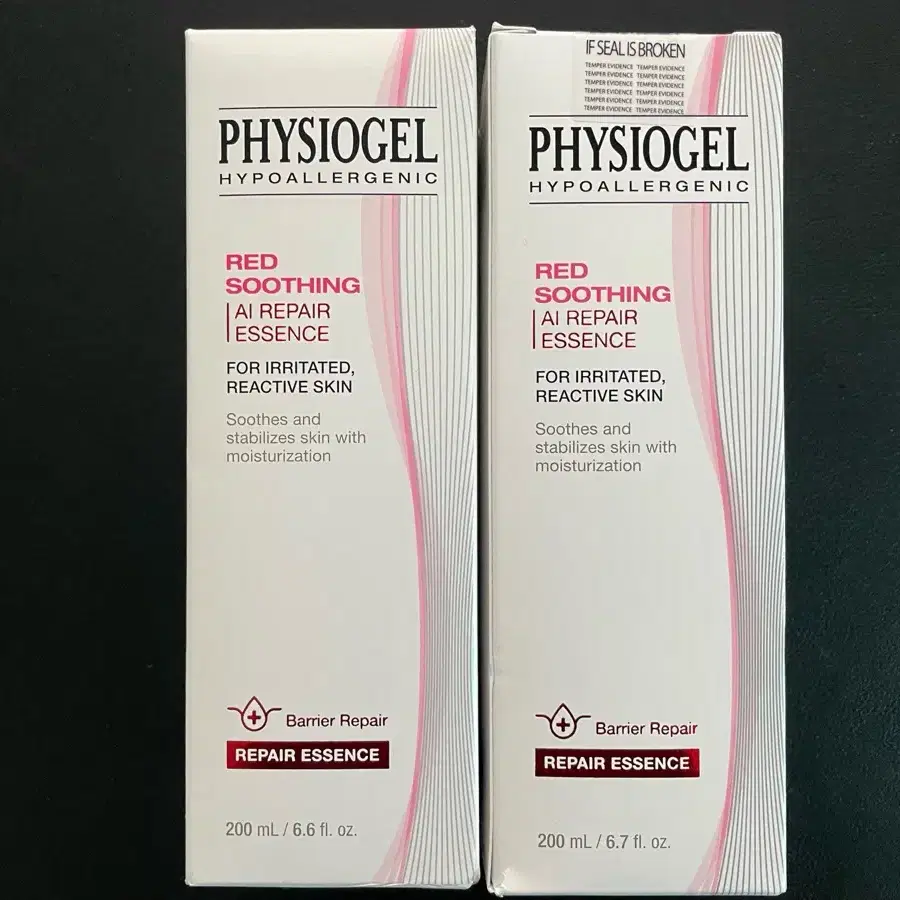 PHYSIOGEL
HYPOALLERGENIC
RED
SOOTHING
AI REPAIR
ESSENCE
FOR IRRITATED,
REACTIVE SKIN
Soothes and
stabilizes skin with
moisturization
Barrier Repair
REPAIR ESSENCE
200 mL / 6.6 fl. oz.
IF SEAL IS BROKEN
TEMPER EVIDENCE TEMPER EVIDENCE
TEMPER EVIDENCE TEMPER EVIDENCE
TEMPER EVIDENCE TEMPER EVIDENCE
TEMPER EVIDENCE TEMPER EVIDENCE
TEMPER EVIDENCE TEMPER EVIDENCE
TEMPER EVIDENCE TEMPER EVIDENCE
PHYSIOGEL
HYPOALLERGENIC
RED
SOOTHING
AI REPAIR
ESSENCE
FOR IRRITATED,
REACTIVE SKIN
Soothes and
stabilizes skin with
moisturization
Barrier Repair
REPAIR ESSENCE
200 mL / 6.7 fl. oz.